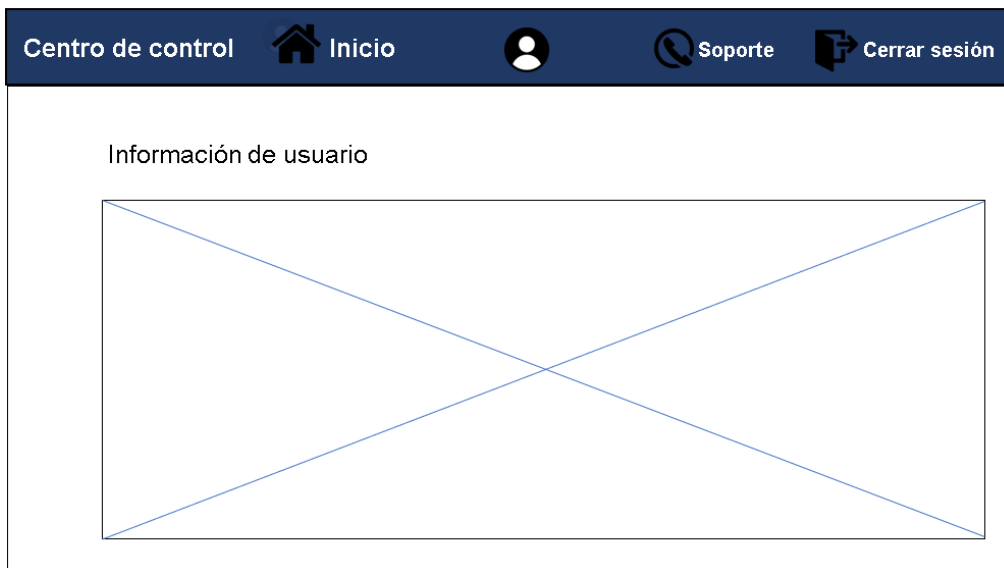 Centro de control Inicio Soporte Cerrar sesión
Información de usuario